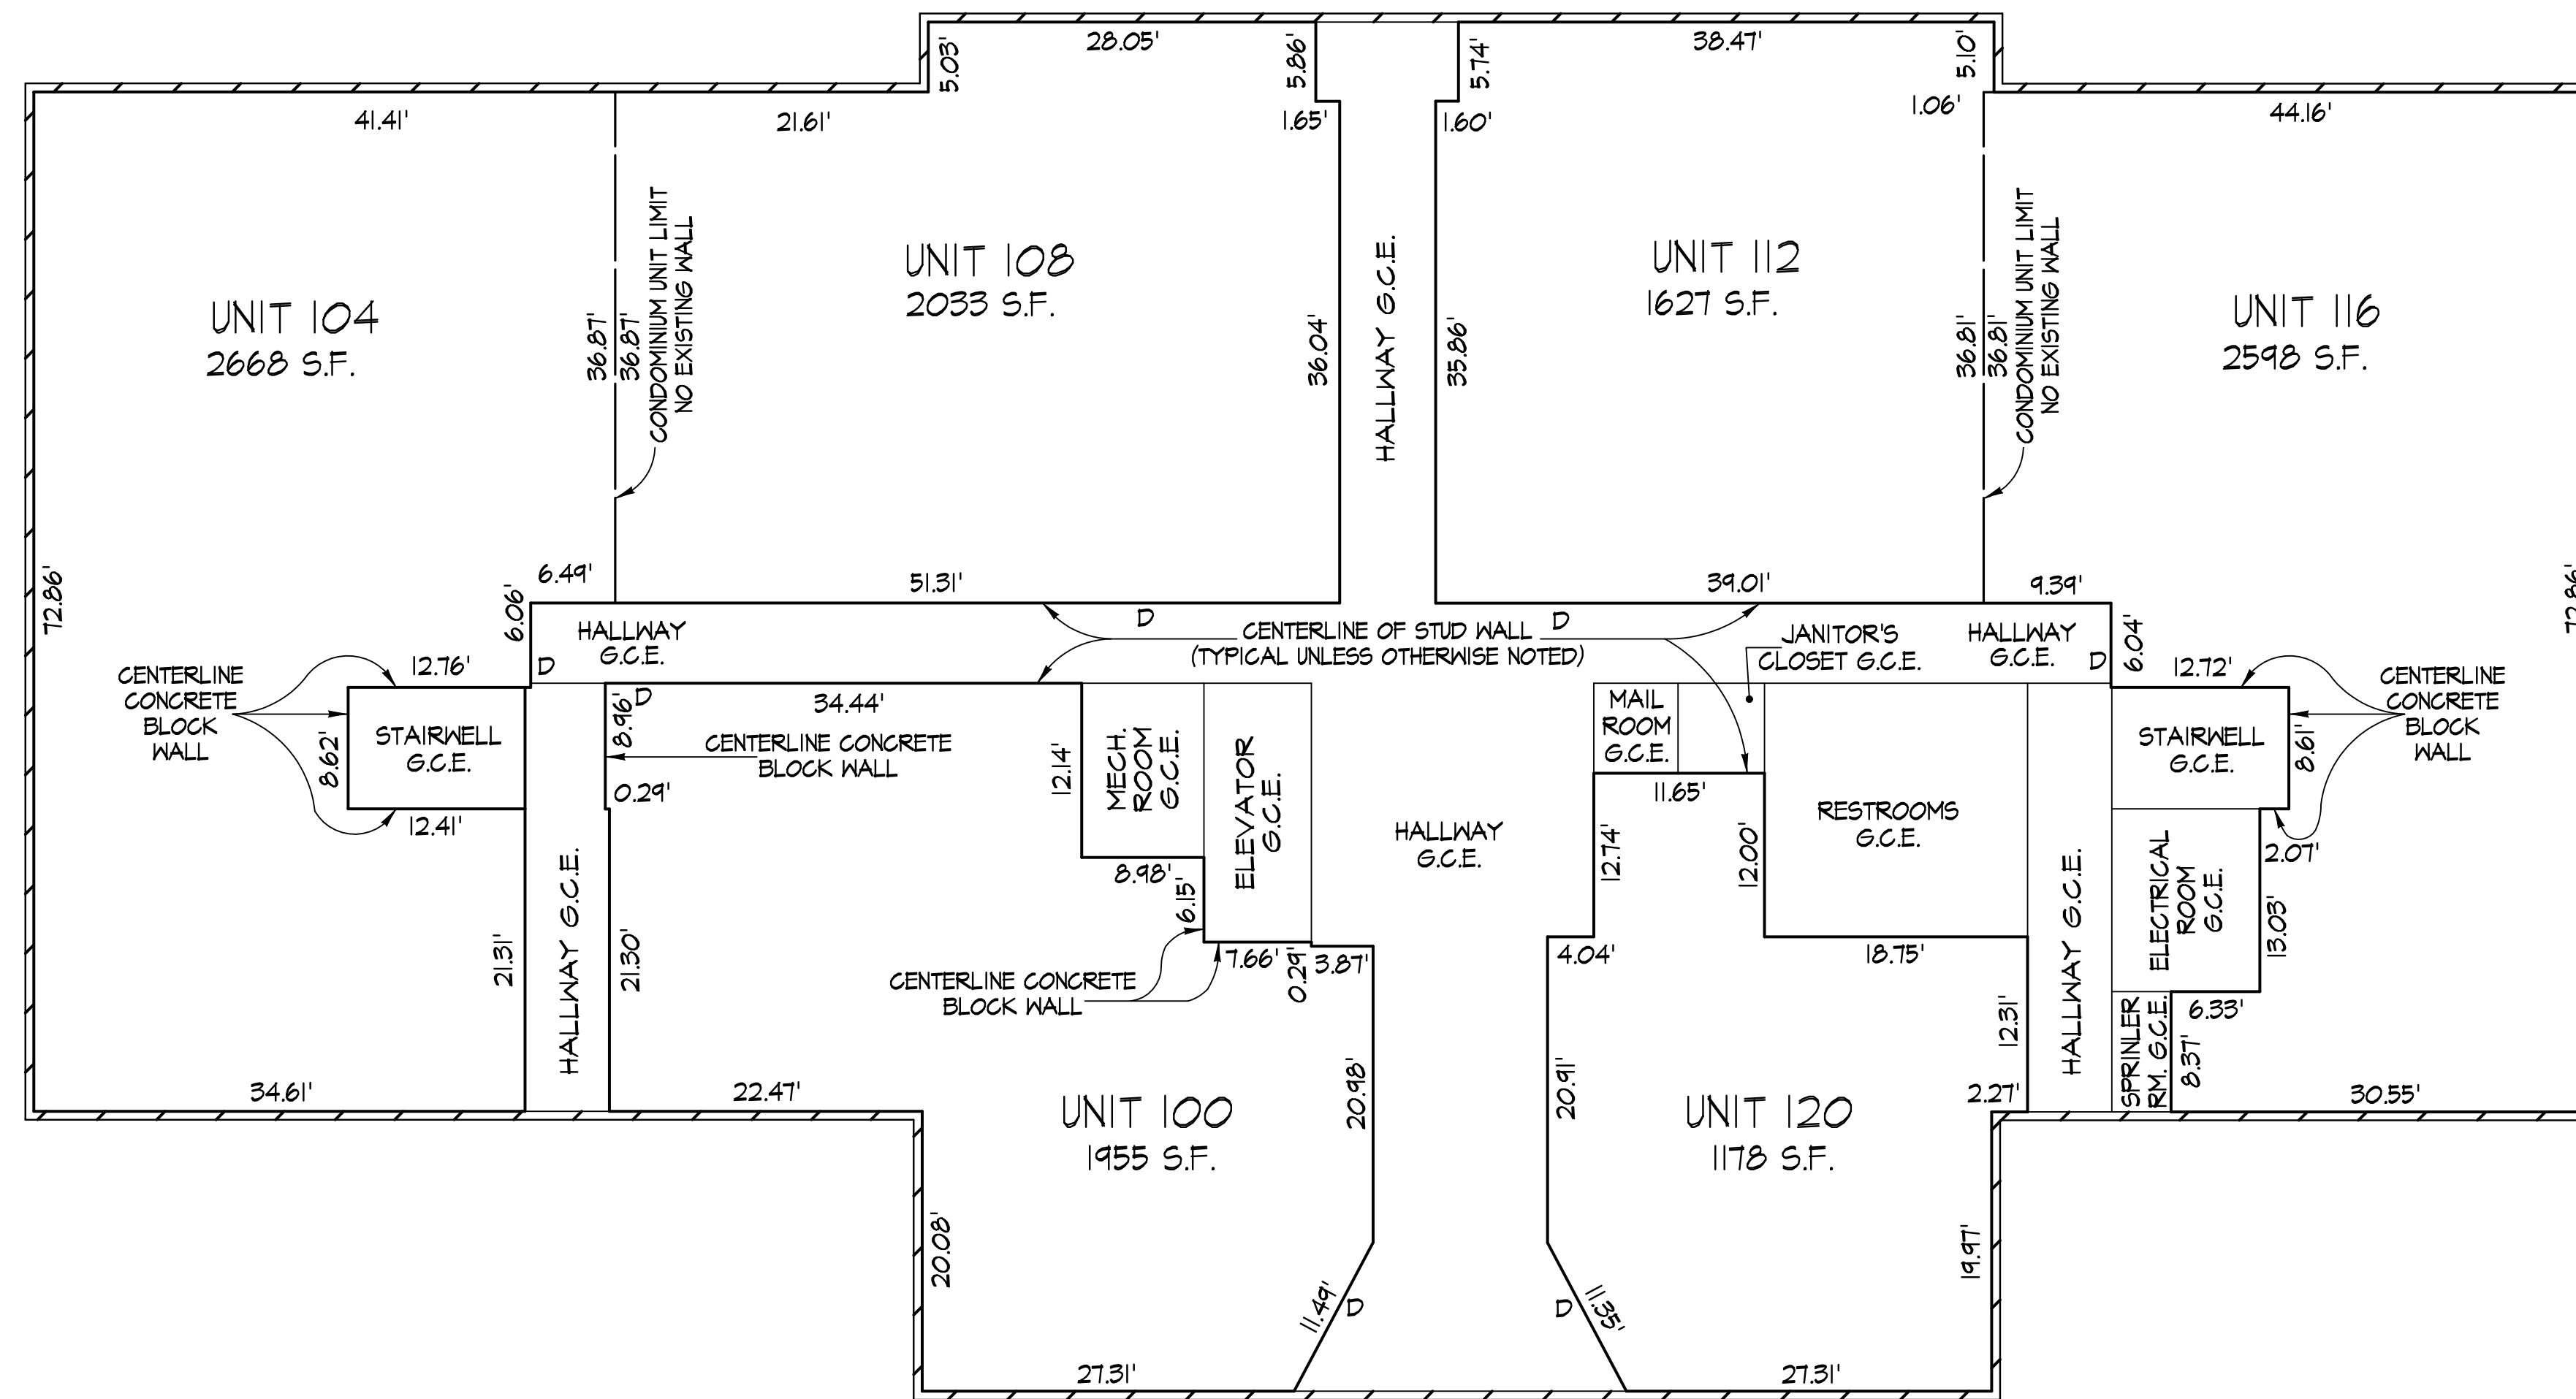 28.05'
38.47'
5.03'
5.86'
5.74'
5.10'
41.41'
21.61'
1.65'
1.60'
1.06'
44.16'
CONDOMINIUM UNIT LIMIT
NO EXISTING WALL
CONDOMINIUM UNIT LIMIT
NO EXISTING WALL
UNIT 104
2668 S.F.
UNIT 108
2033 S.F.
HALLWAY G.C.E.
UNIT 112
1627 S.F.
UNIT 116
2598 S.F.
36.87'
36.87'
36.04'
35.86'
36.81'
36.81'
72.86'
6.49'
51.31'
39.01'
9.39'
72.86'
6.06'
HALLWAY
G.C.E.
D
D
CENTERLINE OF STUD WALL
(TYPICAL UNLESS OTHERWISE NOTED)
D
JANITOR'S
CLOSET G.C.E.
HALLWAY
G.C.E.
D
6.04'
CENTERLINE
CONCRETE
BLOCK
WALL
12.76'
8.62'
STAIRWELL
G.C.E.
12.41'
8.96'
D
34.44'
CENTERLINE CONCRETE
BLOCK WALL
0.29'
12.14'
MECH.
ROOM
G.C.E.
ELEVATOR
G.C.E.
HALLWAY
G.C.E.
MAIL
ROOM
G.C.E.
11.65'
12.74'
12.00'
RESTROOMS
G.C.E.
12.72'
STAIRWELL
G.C.E.
8.61'
CENTERLINE
CONCRETE
BLOCK
WALL
2.07'
8.98'
6.15'
21.31'
HALLWAY G.C.E.
21.30'
CENTERLINE CONCRETE
BLOCK WALL
7.66'
0.29'
3.87'
4.04'
18.75'
12.31'
HALLWAY G.C.E.
ELECTRICAL
ROOM
G.C.E.
13.03'
SPRINLER
RM. G.C.E.
6.33'
8.37'
34.61'
22.47'
UNIT 100
1955 S.F.
20.98'
20.91'
UNIT 120
1178 S.F.
2.27'
30.55'
20.08'
11.49'
D
D
11.35'
19.97'
27.31'
27.31'